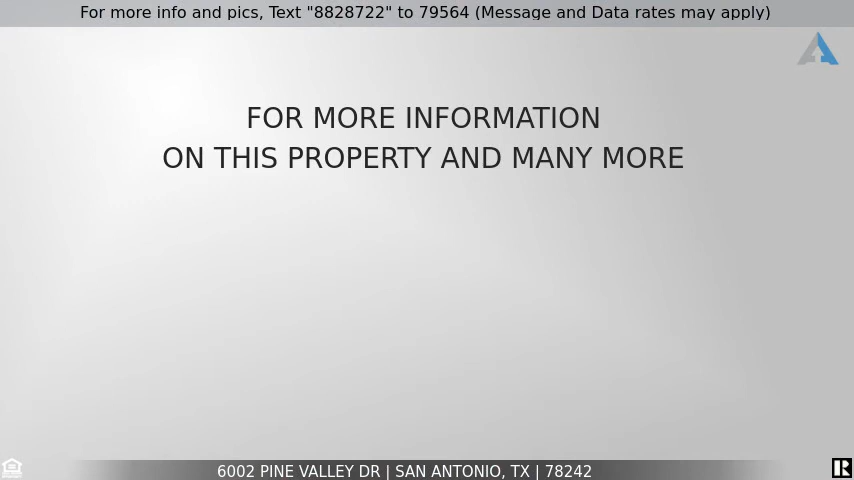 For more info and pics, Text "8828722" to 79564 (Message and Data rates may apply)
FOR MORE INFORMATION
ON THIS PROPERTY AND MANY MORE
6002 PINE VALLEY DR | SAN ANTONIO, TX | 78242